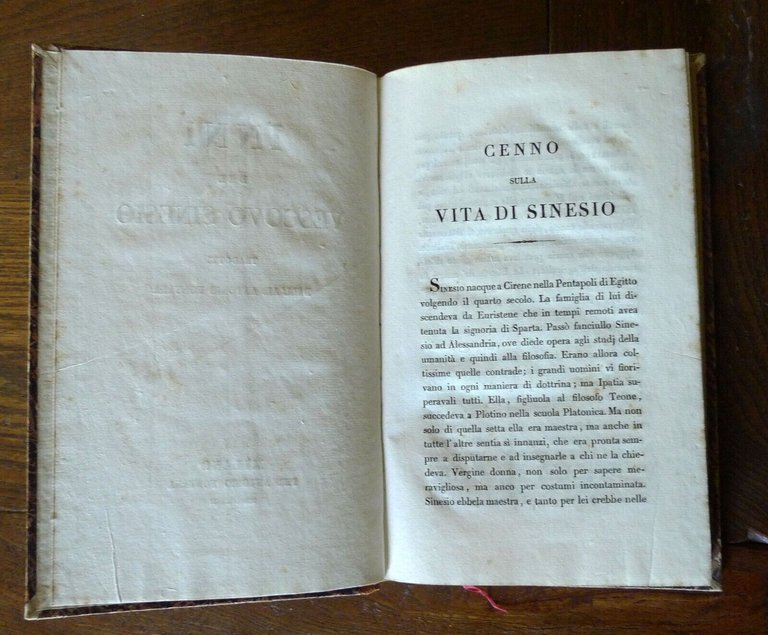 CENNO
SULLA
VITA DI SINESIO
Sinesio nacque a Cirene nella Pentapoli di Egitto
volgendo il quarto secolo. La famiglia di lui di-
scendeva da Euristene che in tempi remoti avea
tenuta la signoria di Sparta. Passò fanciullo Sine-
sio ad Alessandria, ove diede opera agli studj della
umanità e quindi alla filosofia. Erano allora col-
tissime quelle contrade; i grandi uomini vi fiori-
vano in ogni maniera di dottrina; ma Ipatia su-
peravali tutti. Ella, figliuola al filosofo Teone,
succedeva a Plotino nella scuola Platonica. Ma non
solo di quella setta ella era maestra, ma anche in
tutte l'altre sentia sì innanzi, che era pronta sem-
pre a disputarne e ad insegnarle a chi ne la chie-
deva. Vergine donna, non solo per sapere me-
ravigliosa, ma anco per costumi incontaminata.
Sinesio ebbela maestra, e tanto per lei crebbe nelle